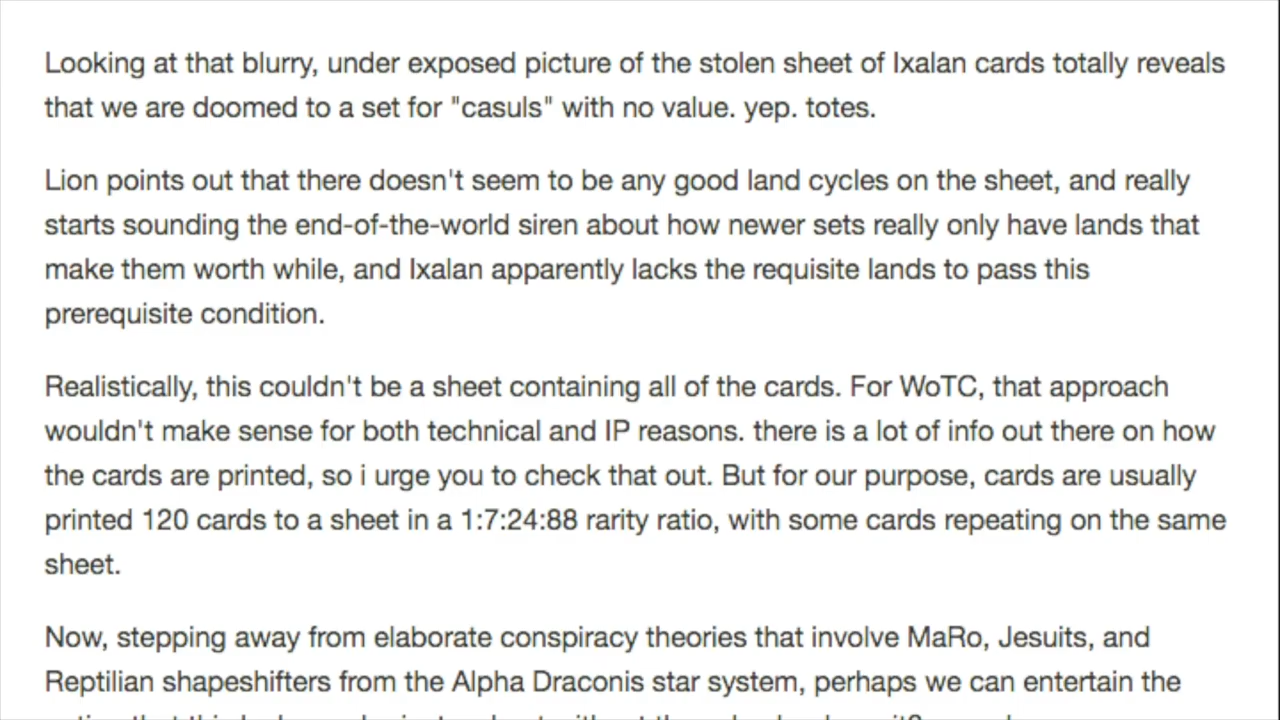 Looking at that blurry, under exposed picture of the stolen sheet of Ixalan cards totally reveals
that we are doomed to a set for "casuls" with no value. yep. totes.
Lion points out that there doesn't seem to be any good land cycles on the sheet, and really
starts sounding the end-of-the-world siren about how newer sets really only have lands that
make them worth while, and Ixalan apparently lacks the requisite lands to pass this
prerequisite condition.
Realistically, this couldn't be a sheet containing all of the cards. For WoTC, that approach
wouldn't make sense for both technical and IP reasons. there is a lot of info out there on how
the cards are printed, so i urge you to check that out. But for our purpose, cards are usually
printed 120 cards to a sheet in a 1:7:24:88 rarity ratio, with some cards repeating on the same
sheet.
Now, stepping away from elaborate conspiracy theories that involve MaRo, Jesuits, and
Reptilian shapeshifters from the Alpha Draconis star system, perhaps we can entertain the